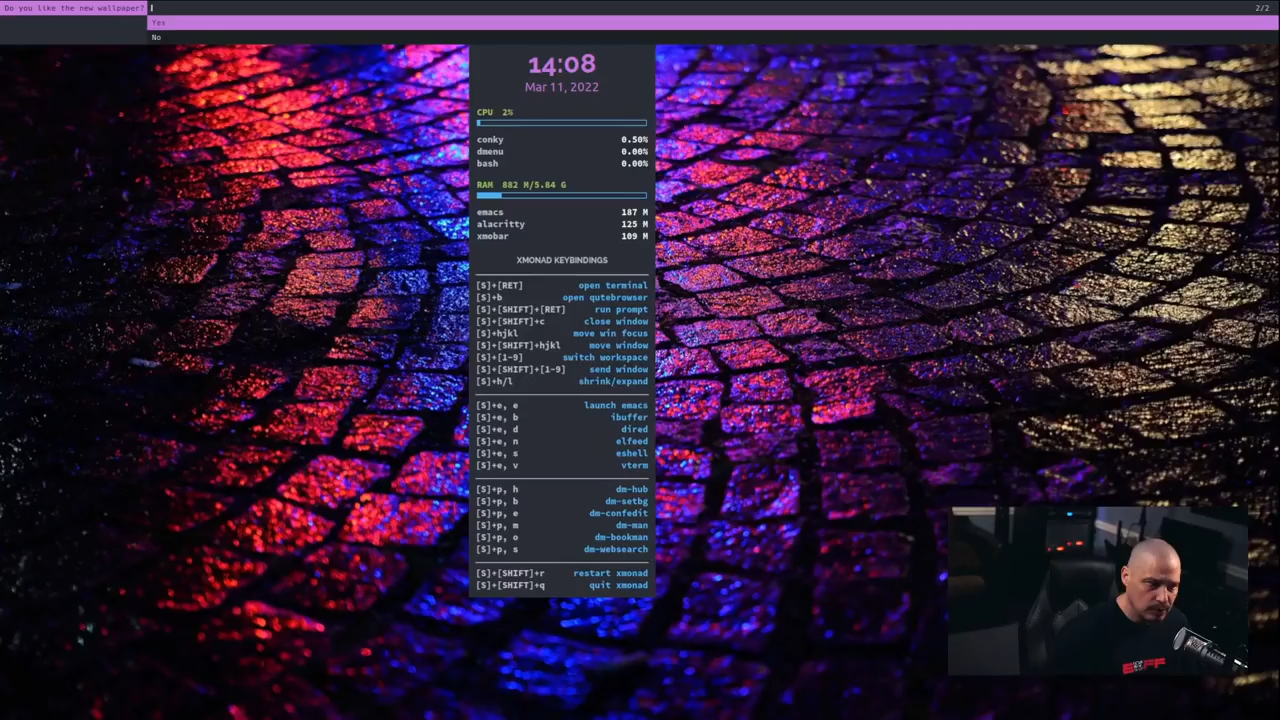 Do you like the new wallpaper? 2/2
Yes
No
14:08
Mar 11, 2022
CPU 2%
conky 0.50%
dmenu 0.00%
bash 0.00%
RAM 882 M/5.84 G
emacs 187 M
alacritty 125 M
xmobar 109 M
XMONAD KEYBINDINGS
[S]+[RET] open terminal
[S]+b open qutebrowser
[S]+[SHIFT]+[RET] run prompt
[S]+[SHIFT]+c close window
[S]+hjkl move win focus
[S]+[SHIFT]+hjkl move window
[S]+[1-9] switch workspace
[S]+[SHIFT]+[1-9] send window
[S]+h/l shrink/expand
[S]+e, e launch emacs
[S]+e, b ibuffer
[S]+e, d dired
[S]+e, n elfeed
[S]+e, s eshell
[S]+e, v vterm
[S]+p, h dm-hub
[S]+p, b dm-setbg
[S]+p, e dm-confedit
[S]+p, m dm-man
[S]+p, o dm-bookman
[S]+p, s dm-websearch
[S]+[SHIFT]+r restart xmonad
[S]+[SHIFT]+q quit xmonad